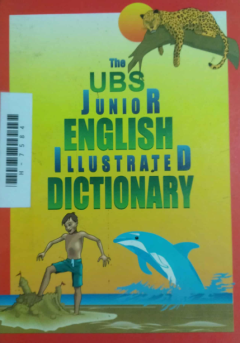 The
UBS
JUNIOR
ENGLISH
ILLUSTRATED
DICTIONARY